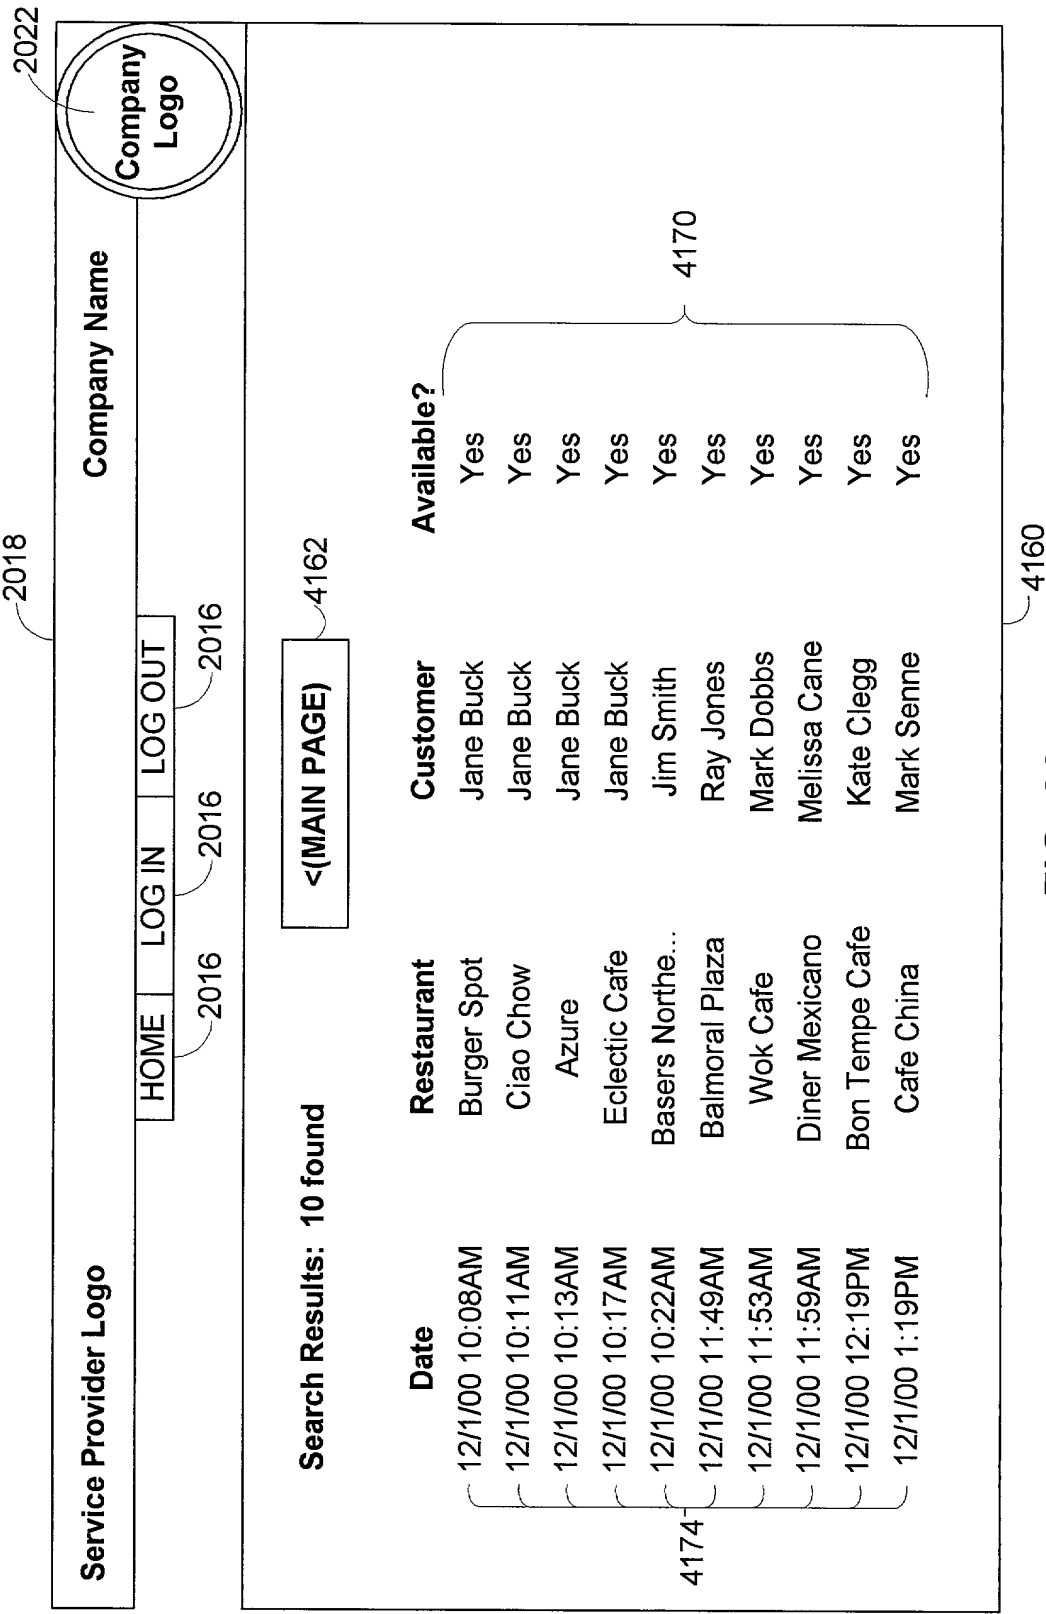 2018
2022
Service Provider Logo Company Name
Company Logo
HOME LOG IN LOG OUT
2016 2016 2016
Search Results: 10 found
<(MAIN PAGE)
4162
Date Restaurant Customer Available?
12/1/00 10:08AM Burger Spot Jane Buck Yes
12/1/00 10:11AM Ciao Chow Jane Buck Yes
12/1/00 10:13AM Azure Jane Buck Yes
12/1/00 10:17AM Eclectic Cafe Jane Buck Yes
12/1/00 10:22AM Basers Northe... Jim Smith Yes
12/1/00 11:49AM Balmoral Plaza Ray Jones Yes
12/1/00 11:53AM Wok Cafe Mark Dobbs Yes
12/1/00 11:59AM Diner Mexicano Melissa Cane Yes
12/1/00 12:19PM Bon Tempe Cafe Kate Clegg Yes
12/1/00 1:19PM Cafe China Mark Senne Yes
4174
4170
4160